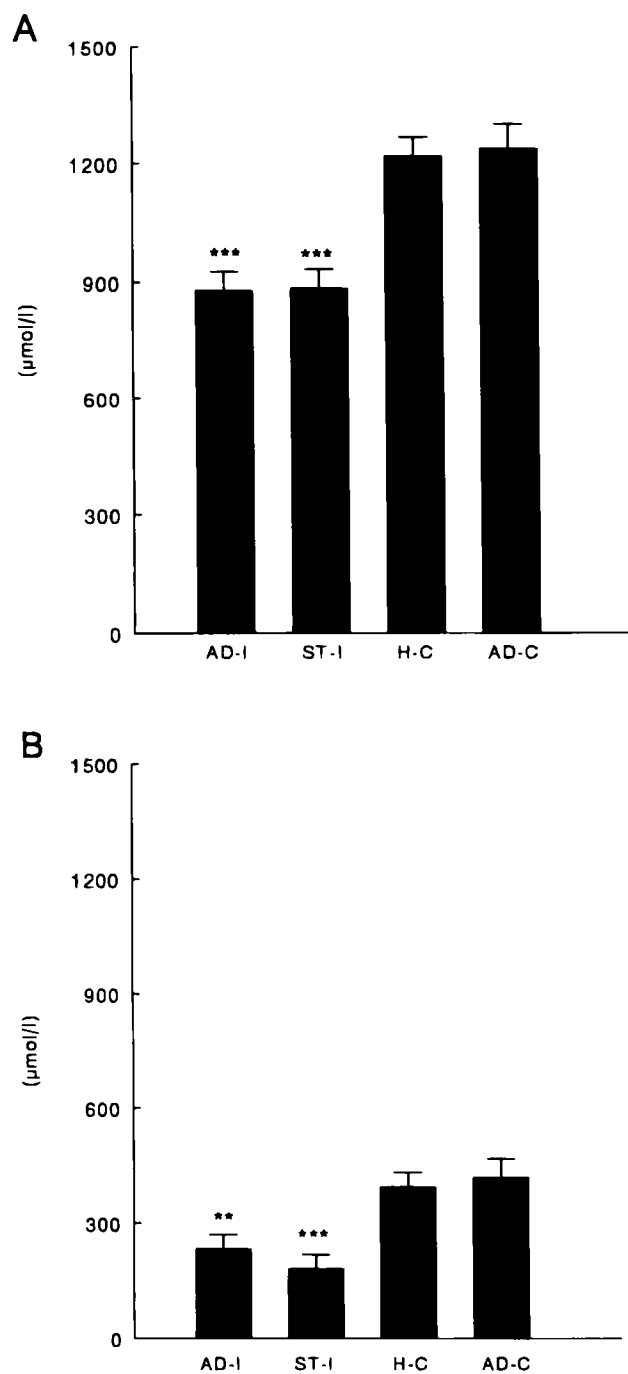 A
1500
1200
900
600
300
0
(μmol/l)
*** ***
AD-I ST-I H-C AD-C
B
1500
1200
900
600
300
0
(μmol/l)
** ***
AD-I ST-I H-C AD-C